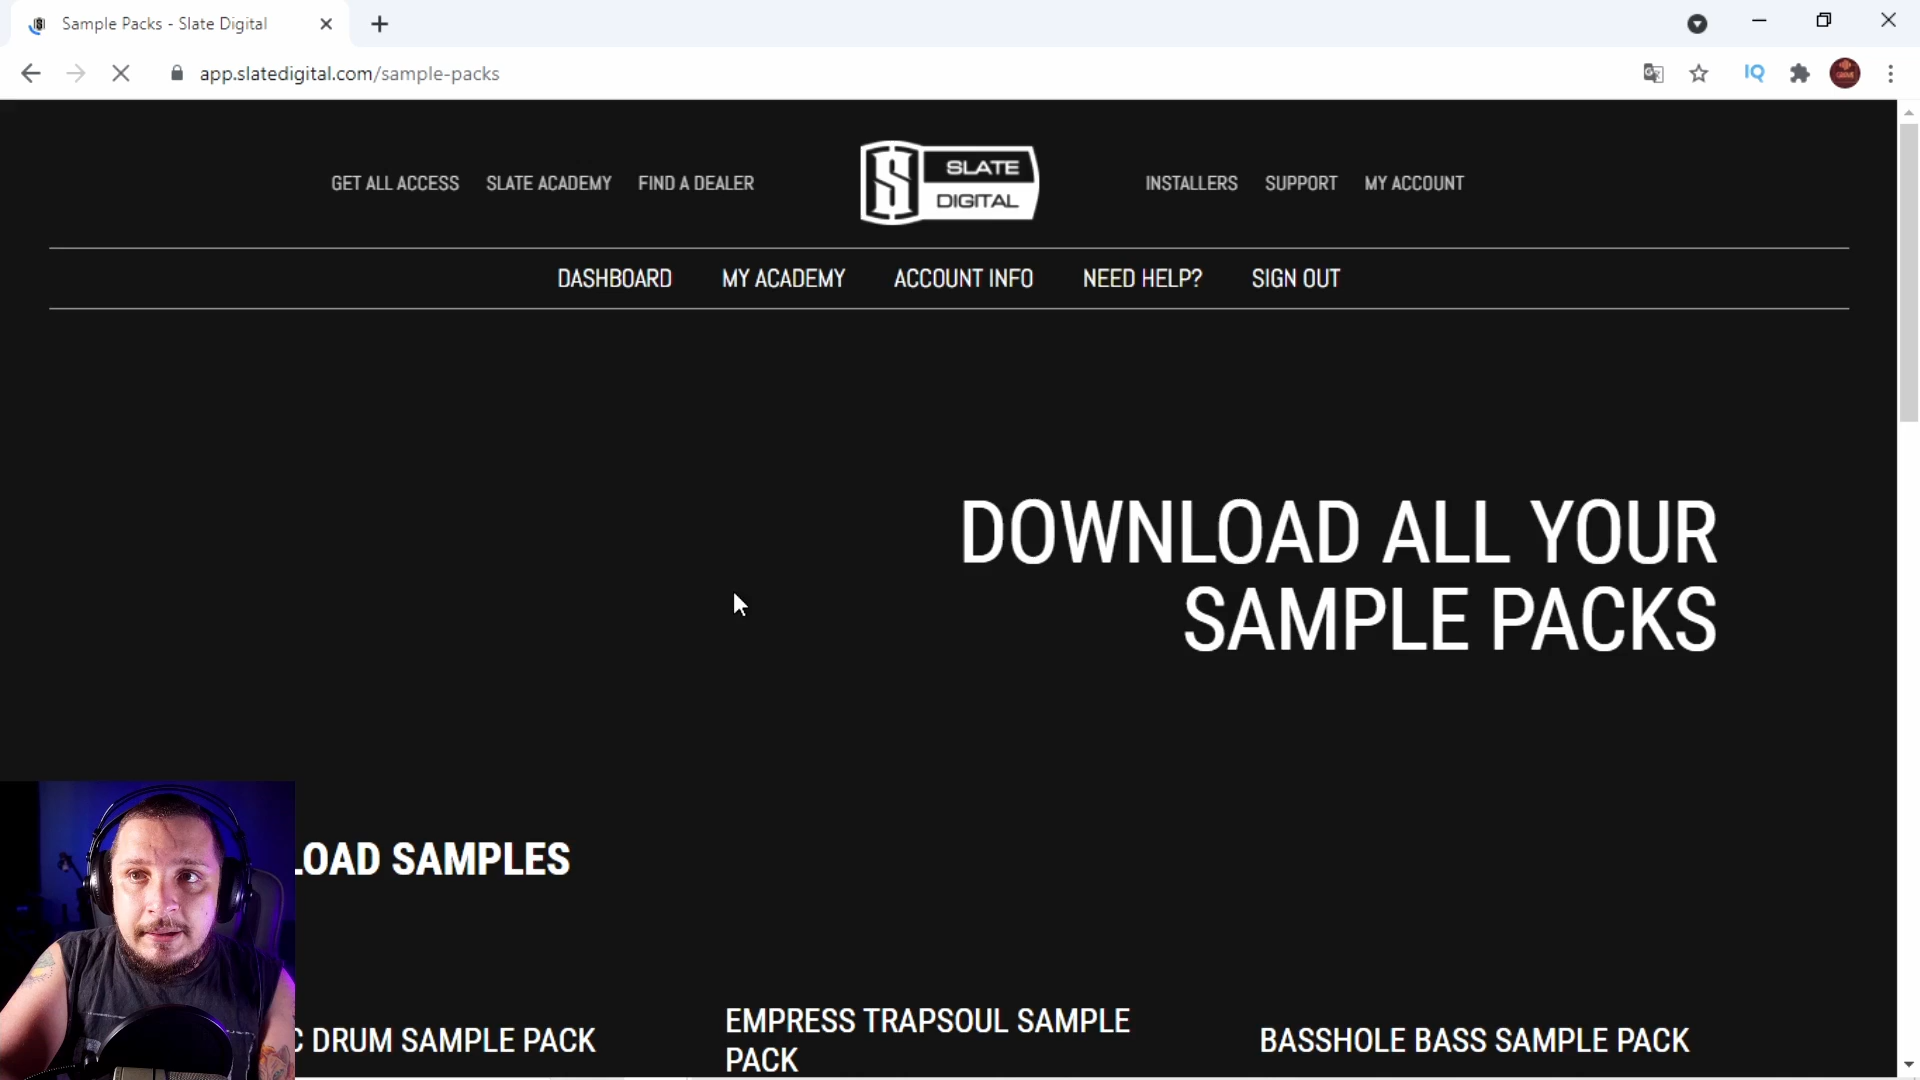 Sample Packs - Slate Digital
app.slatedigital.com/sample-packs
IQ
GET ALL ACCESS SLATE ACADEMY FIND A DEALER
SLATE
DIGITAL
INSTALLERS SUPPORT MY ACCOUNT
DASHBOARD MY ACADEMY ACCOUNT INFO NEED HELP? SIGN OUT
DOWNLOAD ALL YOUR
SAMPLE PACKS
LOAD SAMPLES
C DRUM SAMPLE PACK
EMPRESS TRAPSOUL SAMPLE
PACK
BASSHOLE BASS SAMPLE PACK